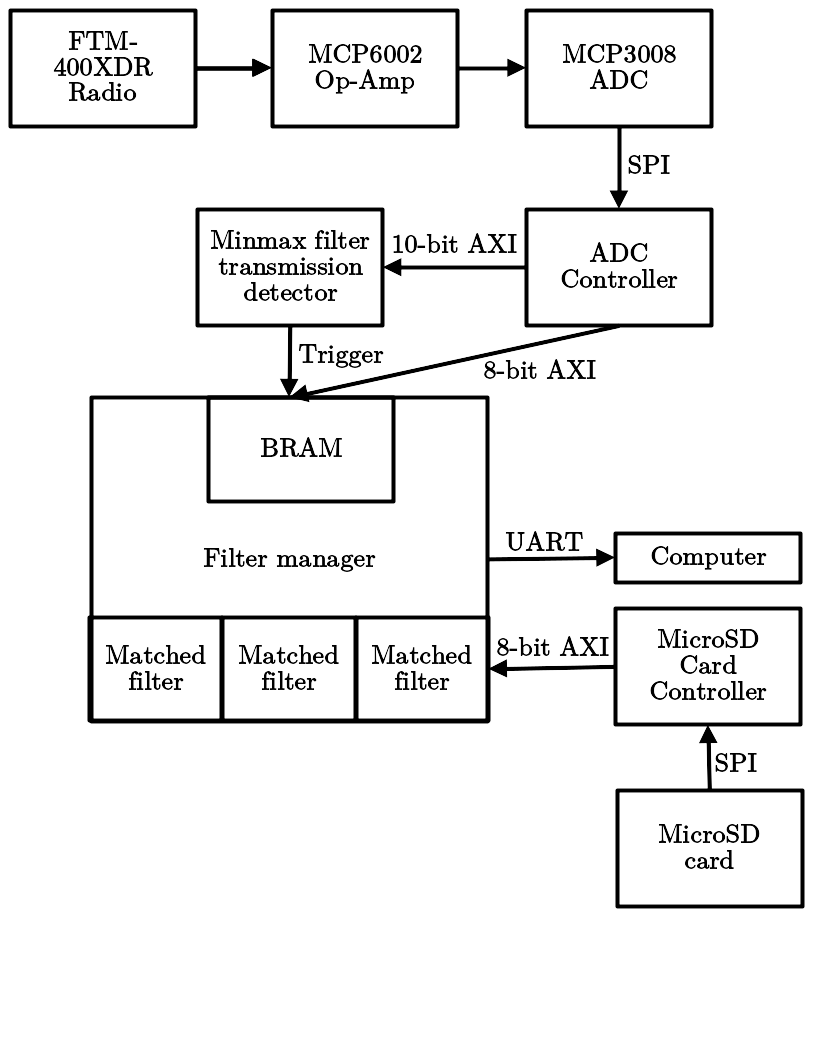 FTM-
400XDR
Radio
MCP6002
Op-Amp
MCP3008
ADC
SPI
Minmax filter
transmission
detector
10-bit AXI
ADC
Controller
Trigger
8-bit AXI
BRAM
Filter manager
UART
Computer
Matched
filter
Matched
filter
Matched
filter
8-bit AXI
MicroSD
Card
Controller
SPI
MicroSD
card